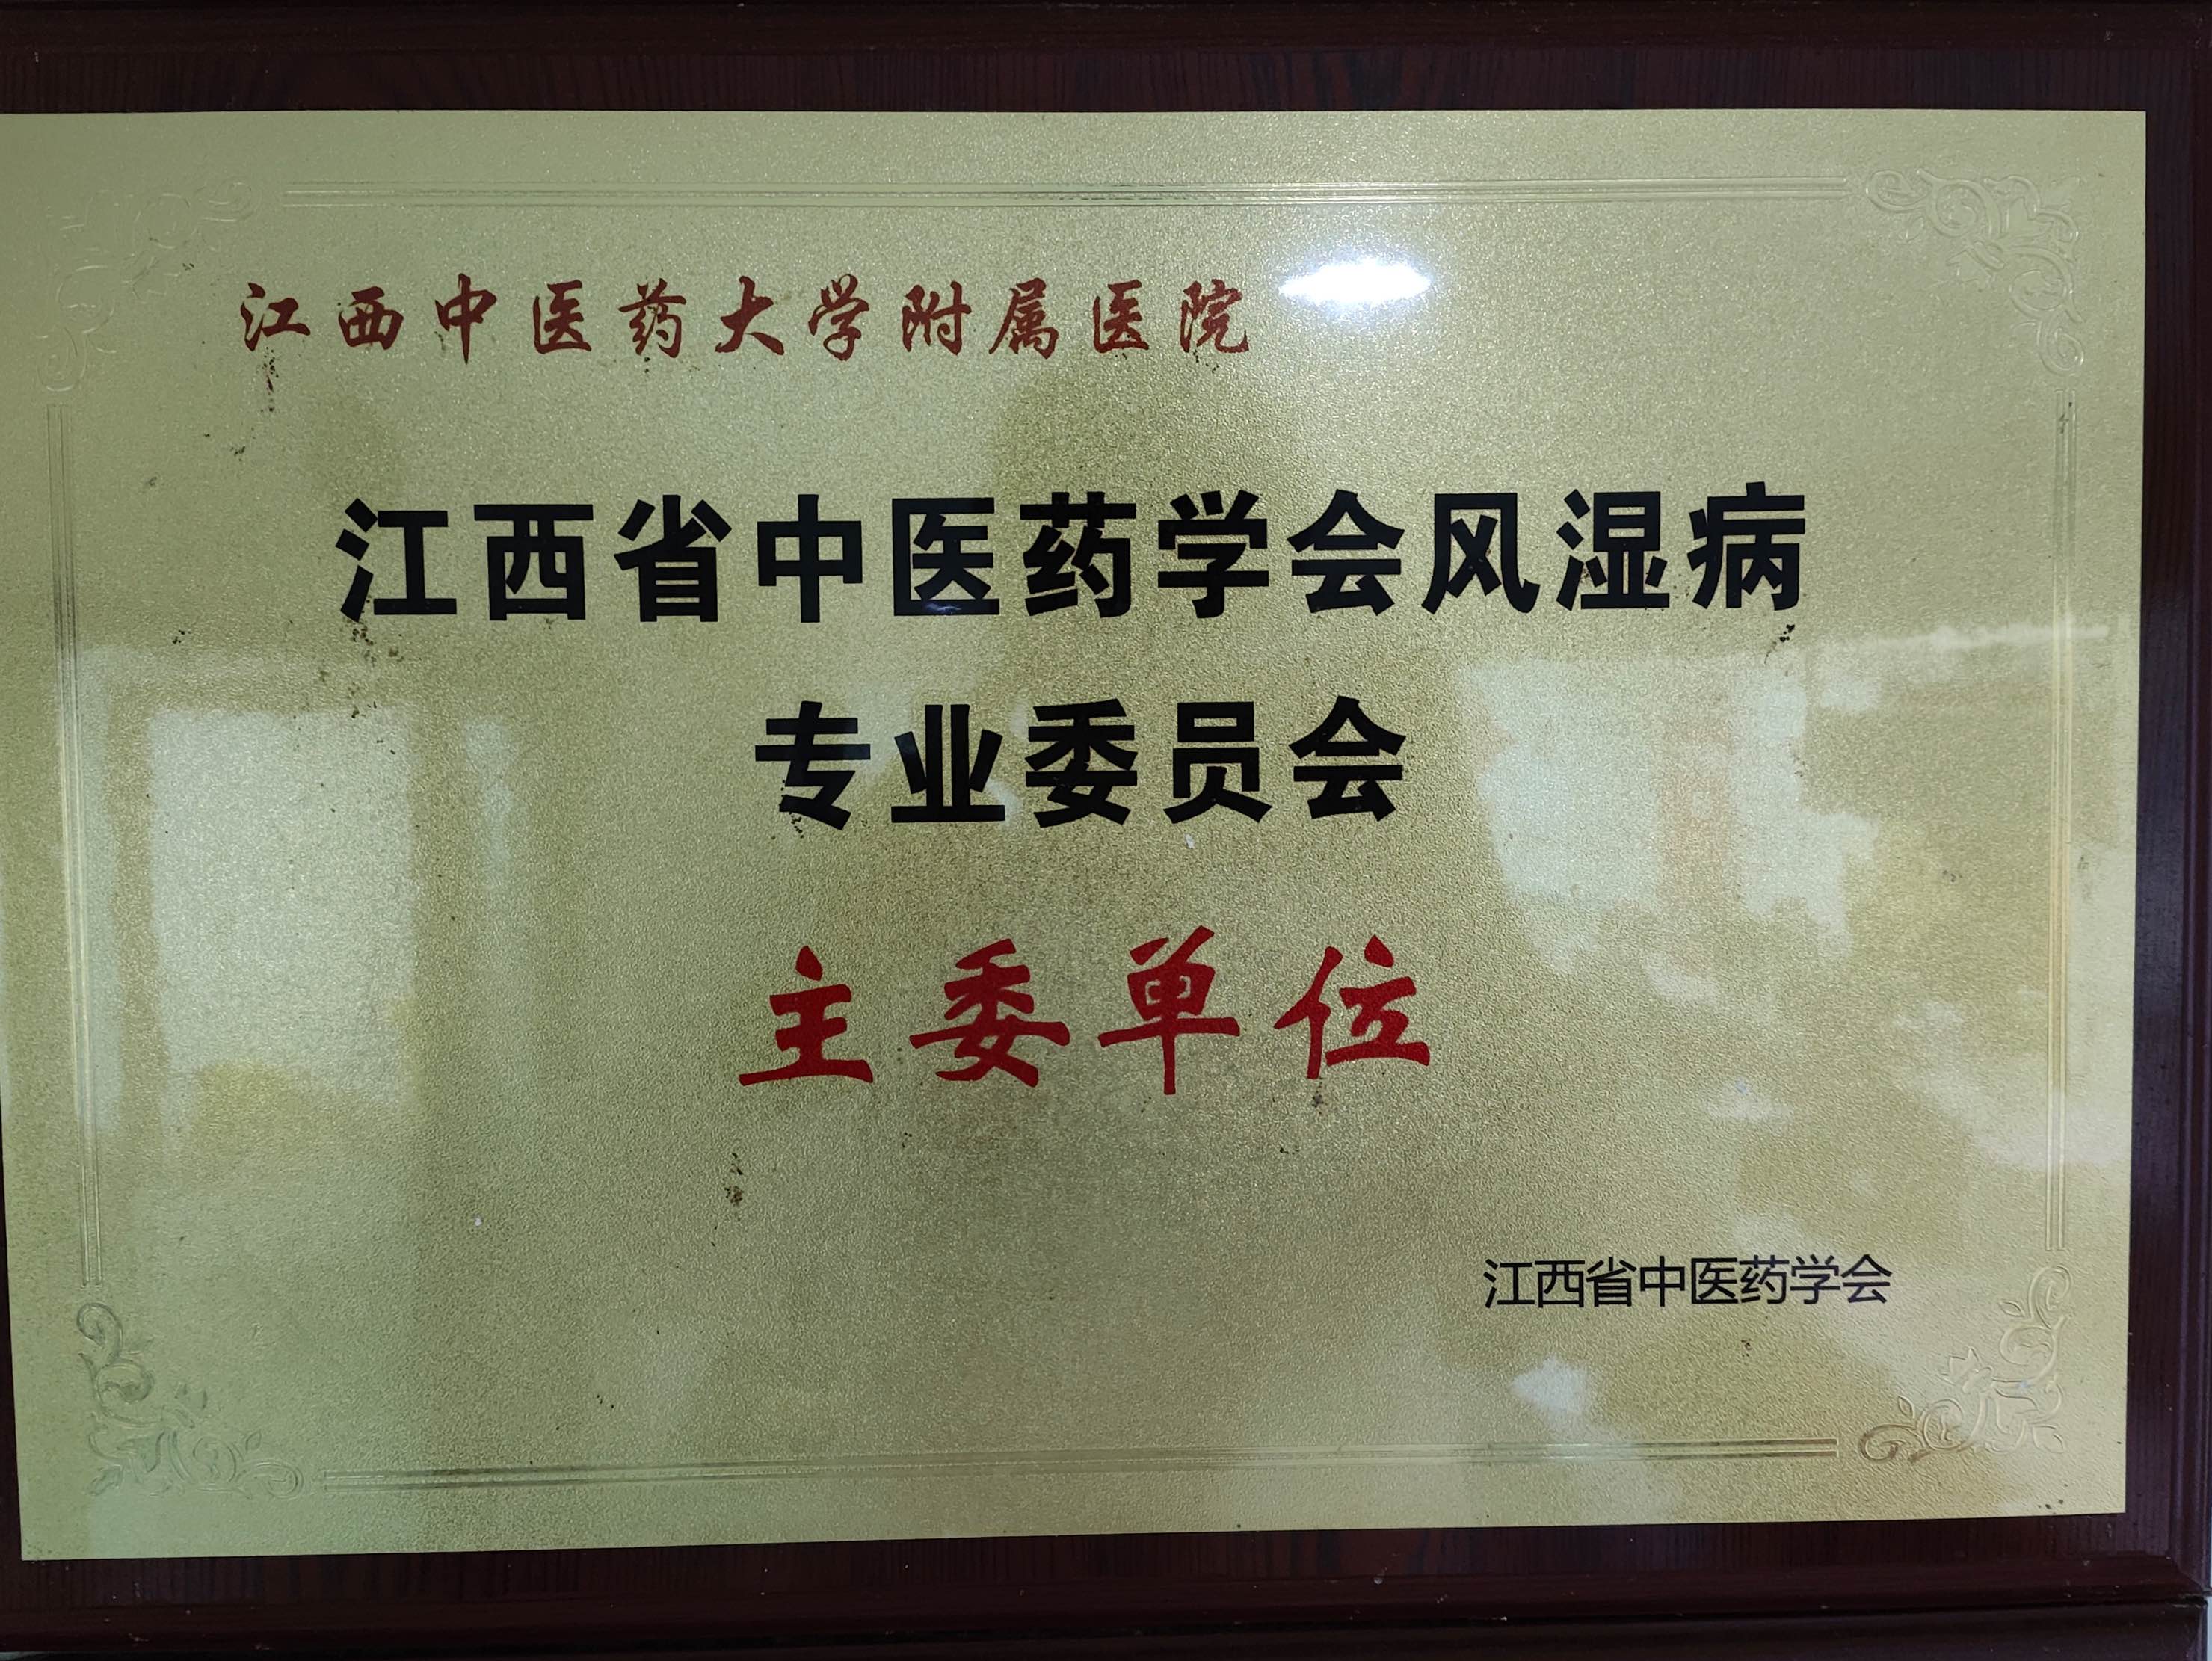 江西中医药大学附属医院
江西省中医药学会风湿病
专业委员会
主委单位
江西省中医药学会